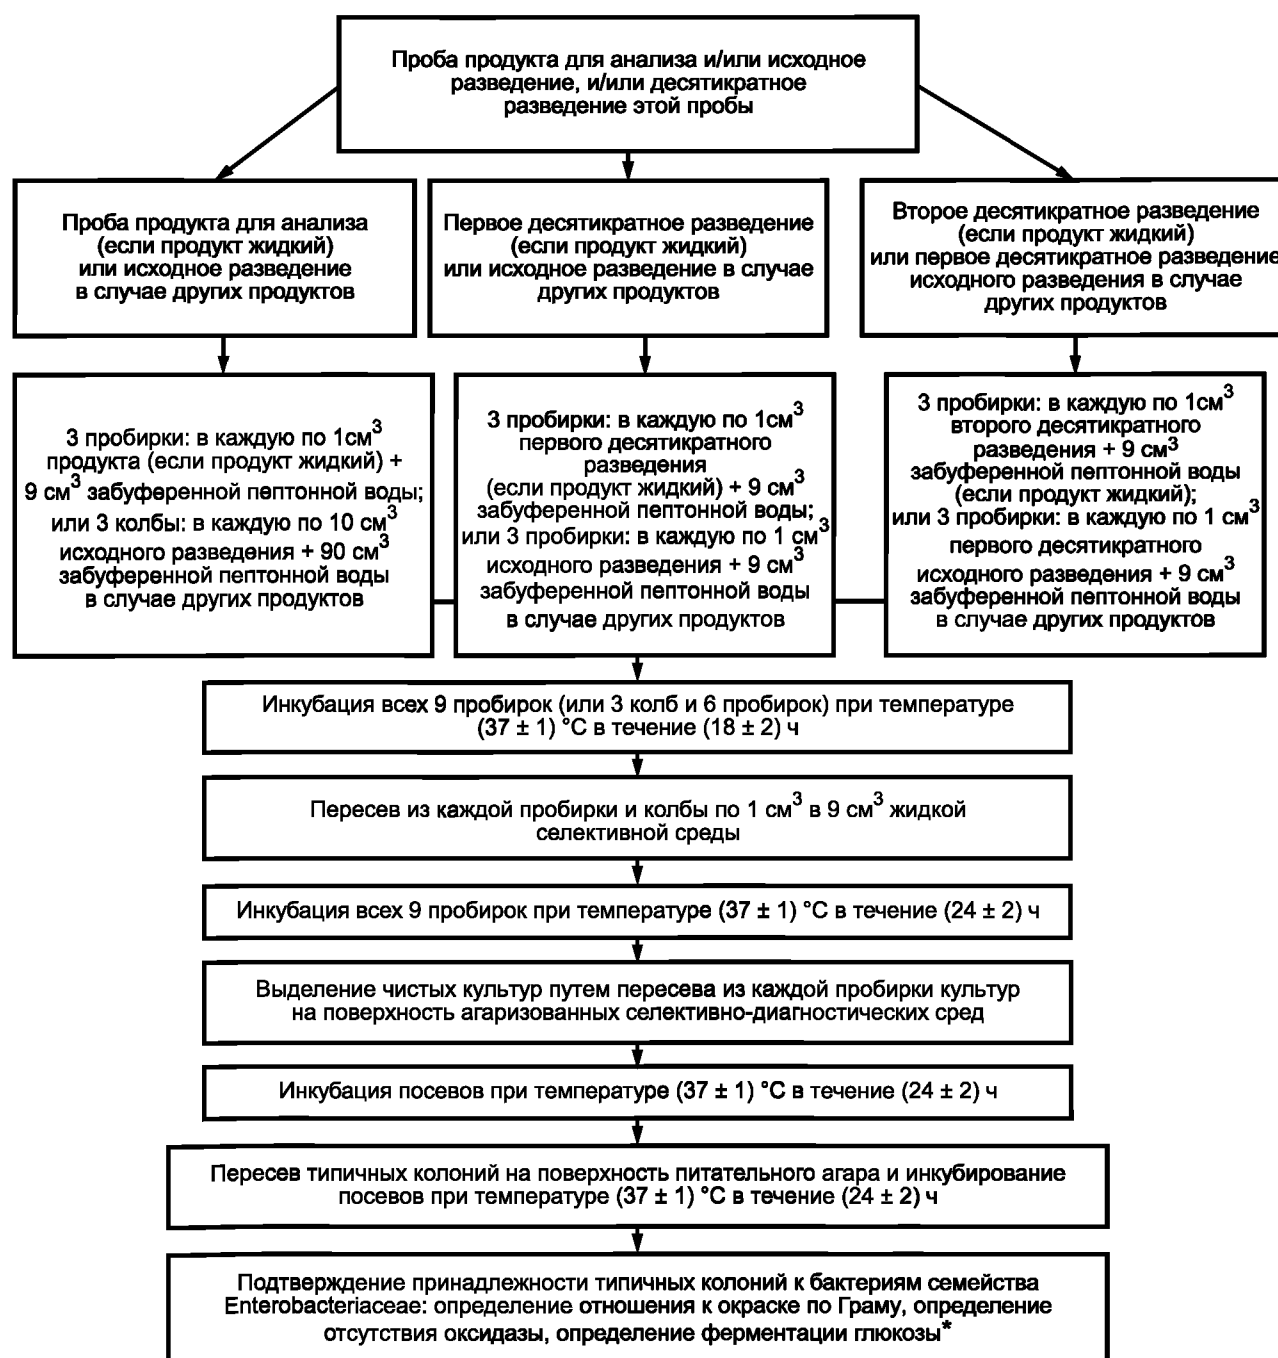 Проба продукта для анализа и/или исходное
разведение, и/или десятикратное
разведение этой пробы
Проба продукта для анализа
(если продукт жидкий)
или исходное разведение
в случае других продуктов
Первое десятикратное разведение
(если продукт жидкий)
или исходное разведение в случае
других продуктов
Второе десятикратное разведение
(если продукт жидкий)
или первое десятикратное разведение
исходного разведения в случае
других продуктов
3 пробирки: в каждую по 1см³
продукта (если продукт жидкий) +
9 см³ забуференной пептонной воды;
или 3 колбы: в каждую по 10 см³
исходного разведения + 90 см³
забуференной пептонной воды
в случае других продуктов
3 пробирки: в каждую по 1см³
первого десятикратного
разведения
(если продукт жидкий) + 9 см³
забуференной пептонной воды;
или 3 пробирки: в каждую по 1 см³
исходного разведения + 9 см³
забуференной пептонной воды
в случае других продуктов
3 пробирки: в каждую по 1см³
второго десятикратного
разведения + 9 см³
забуференной пептонной воды
(если продукт жидкий);
или 3 пробирки: в каждую по 1 см³
первого десятикратного
исходного разведения + 9 см³
забуференной пептонной воды
в случае других продуктов
Инкубация всех 9 пробирок (или 3 колб и 6 пробирок) при температуре
(37 ± 1) °С в течение (18 ± 2) ч
Пересев из каждой пробирки и колбы по 1 см³ в 9 см³ жидкой
селективной среды
Инкубация всех 9 пробирок при температуре (37 ± 1) °С в течение (24 ± 2) ч
Выделение чистых культур путем пересева из каждой пробирки культур
на поверхность агаризованных селективно-диагностических сред
Инкубация посевов при температуре (37 ± 1) °С в течение (24 ± 2) ч
Пересев типичных колоний на поверхность питательного агара и инкубирование
посевов при температуре (37 ± 1) °С в течение (24 ± 2) ч
Подтверждение принадлежности типичных колоний к бактериям семейства
Enterobacteriaceae: определение отношения к окраске по Граму, определение
отсутствия оксидазы, определение ферментации глюкозы*